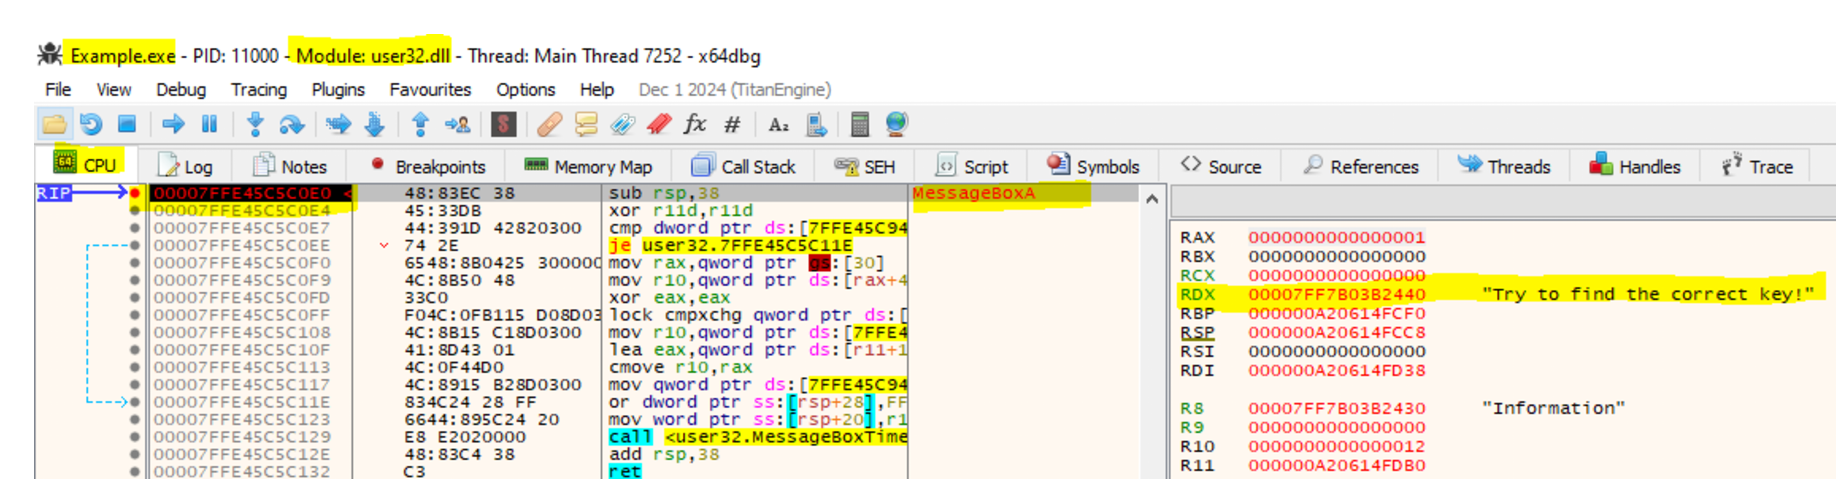 Example.exe - PID: 11000 - Module: user32.dll - Thread: Main Thread 7252 - x64dbg
File View Debug Tracing Plugins Favourites Options Help Dec 1 2024 (TitanEngine)
CPU Log Notes Breakpoints Memory Map Call Stack SEH Script Symbols Source References Threads Handles Trace
RIP 00007FFE45C5C0E0 < 48:83EC 38 sub rsp,38 MessageBoxA
00007FFE45C5C0E4 45:33DB xor r11d,r11d
00007FFE45C5C0E7 44:391D 42820300 cmp dword ptr ds:[7FFE45C94
00007FFE45C5C0EE 74 2E je user32.7FFE45C5C11E
00007FFE45C5C0F0 6548:8B0425 300000 mov rax,qword ptr gs:[30]
00007FFE45C5C0F9 4C:8B50 48 mov r10,qword ptr ds:[rax+4
00007FFE45C5C0FD 33C0 xor eax,eax
00007FFE45C5C0FF F04C:0FB115 D08D03 lock cmpxchg qword ptr ds:[
00007FFE45C5C108 4C:8B15 C18D0300 mov r10,qword ptr ds:[7FFE4
00007FFE45C5C10F 41:8D43 01 lea eax,qword ptr ds:[r11+1
00007FFE45C5C113 4C:0F44D0 cmove r10,rax
00007FFE45C5C117 4C:8915 B28D0300 mov qword ptr ds:[7FFE45C94
00007FFE45C5C11E 834C24 28 FF or dword ptr ss:[rsp+28],FF
00007FFE45C5C123 6644:895C24 20 mov word ptr ss:[rsp+20],r1
00007FFE45C5C129 E8 E2020000 call <user32.MessageBoxTime
00007FFE45C5C12E 48:83C4 38 add rsp,38
00007FFE45C5C132 C3 ret
RAX 0000000000000001
RBX 0000000000000000
RCX 0000000000000000
RDX 00007FF7B03B2440 "Try to find the correct key!"
RBP 000000A20614FCF0
RSP 000000A20614FCC8
RSI 0000000000000000
RDI 000000A20614FD38
R8 00007FF7B03B2430 "Information"
R9 0000000000000000
R10 0000000000000012
R11 000000A20614FDB0